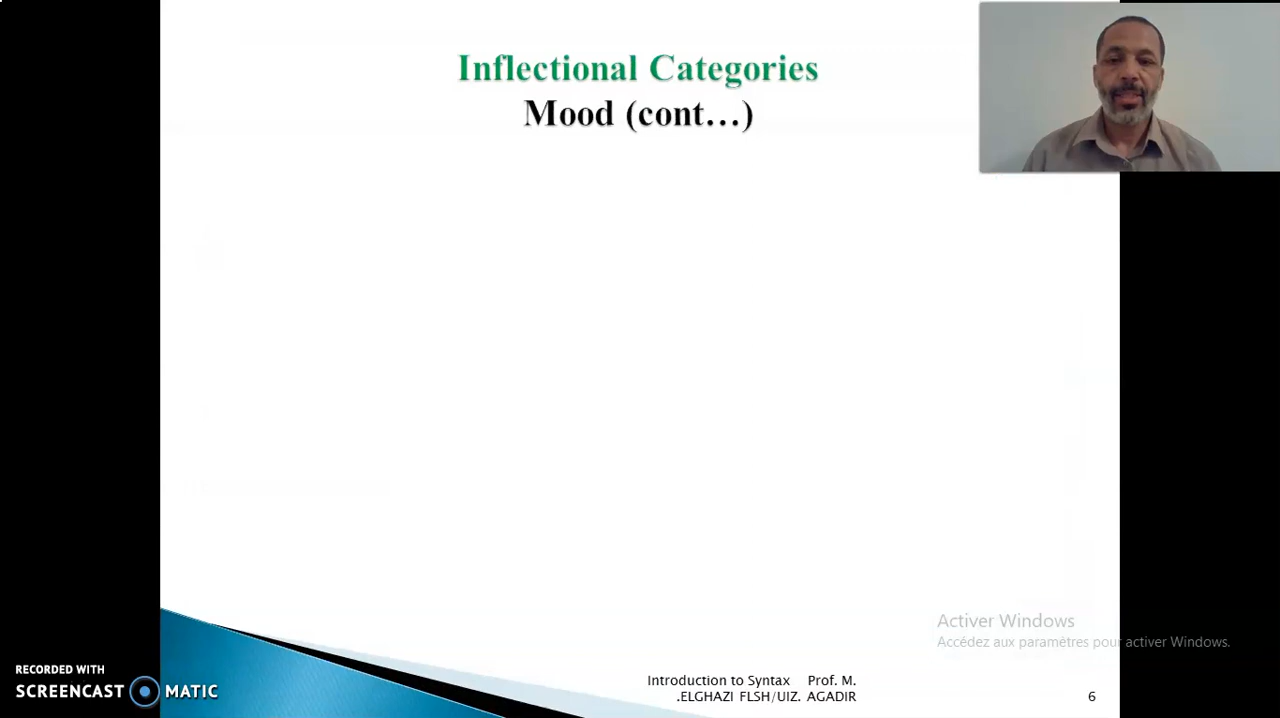 Inflectional Categories
Mood (cont…)
Activer Windows
Accédez aux paramètres pour activer Windows.
RECORDED WITH
SCREENCAST MATIC
Introduction to Syntax Prof. M.
.ELGHAZI FLSH/UIZ. AGADIR
6